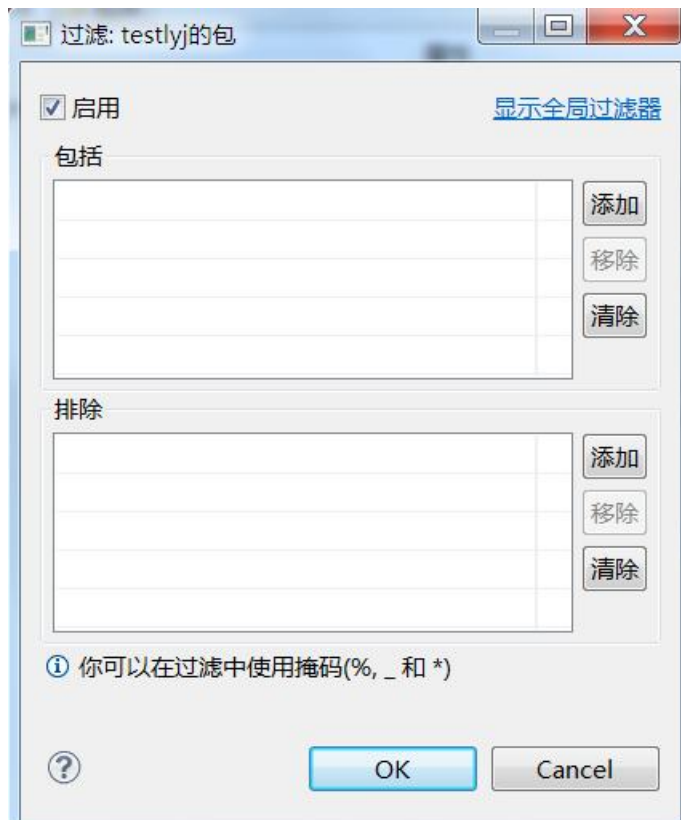 过滤: testlyj的包
启用
显示全局过滤器
包括
添加
移除
清除
排除
添加
移除
清除
你可以在过滤中使用掩码(%, _ 和 *)
OK
Cancel